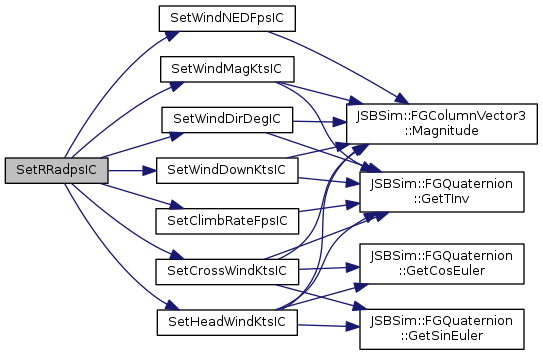 SetRRadpsIC
SetWindNEDFpsIC
SetWindMagKtsIC
SetWindDirDegIC
SetWindDownKtsIC
SetClimbRateFpsIC
SetCrossWindKtsIC
SetHeadWindKtsIC
JSBSim::FGColumnVector3
::Magnitude
JSBSim::FGQuaternion
::GetTInv
JSBSim::FGQuaternion
::GetCosEuler
JSBSim::FGQuaternion
::GetSinEuler